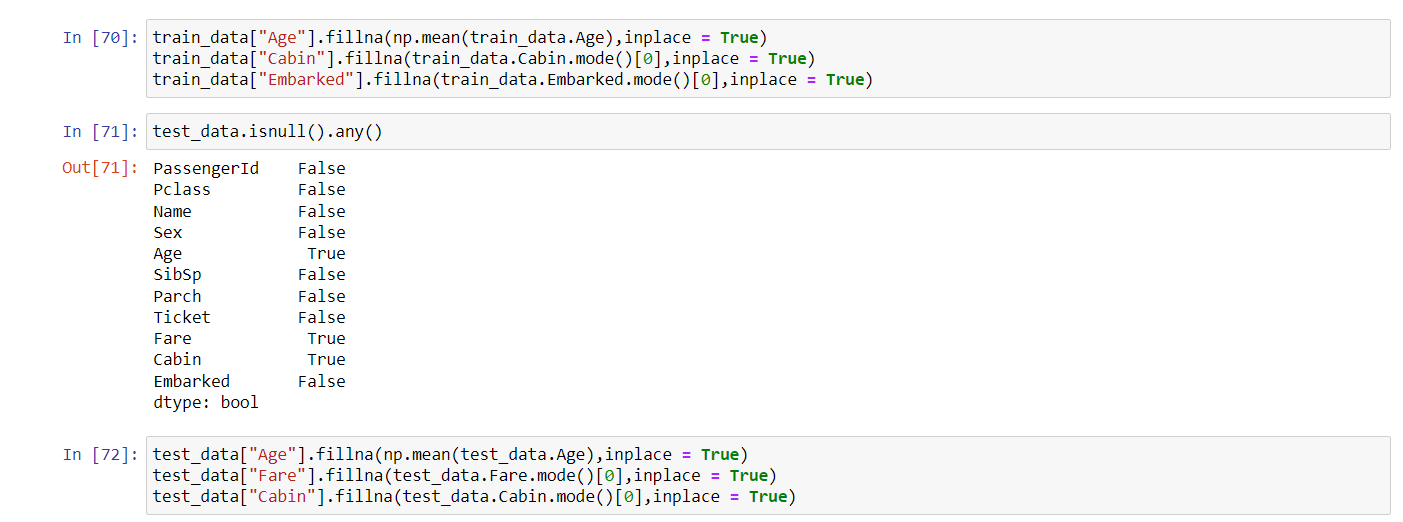 In [70]: train_data["Age"].fillna(np.mean(train_data.Age),inplace = True)
train_data["Cabin"].fillna(train_data.Cabin.mode()[0],inplace = True)
train_data["Embarked"].fillna(train_data.Embarked.mode()[0],inplace = True)
In [71]: test_data.isnull().any()
Out[71]: PassengerId    False
Pclass         False
Name           False
Sex            False
Age             True
SibSp          False
Parch          False
Ticket         False
Fare            True
Cabin           True
Embarked       False
dtype: bool
In [72]: test_data["Age"].fillna(np.mean(test_data.Age),inplace = True)
test_data["Fare"].fillna(test_data.Fare.mode()[0],inplace = True)
test_data["Cabin"].fillna(test_data.Cabin.mode()[0],inplace = True)